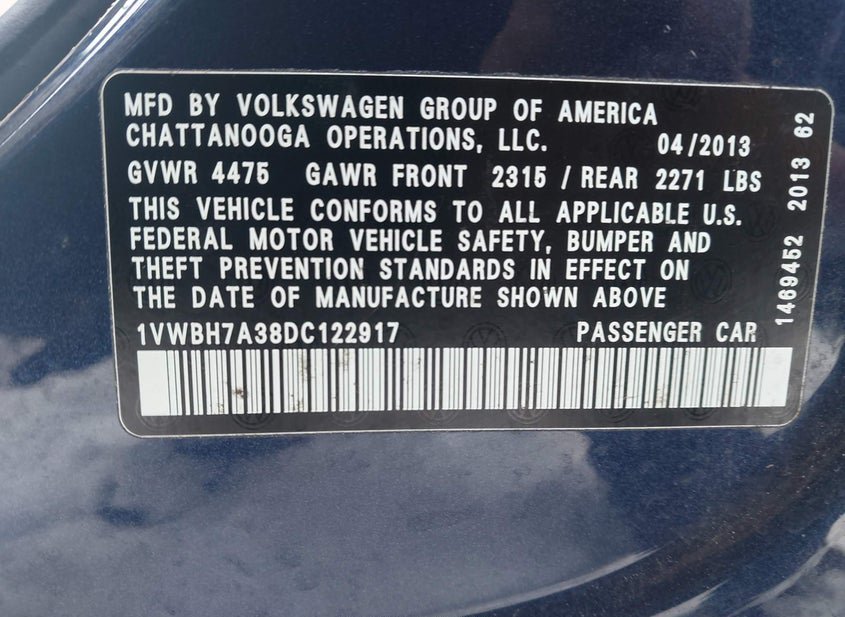 MFD BY VOLKSWAGEN GROUP OF AMERICA
CHATTANOOGA OPERATIONS, LLC. 04/2013
GVWR 4475 GAWR FRONT 2315 / REAR 2271 LBS
THIS VEHICLE CONFORMS TO ALL APPLICABLE U.S.
FEDERAL MOTOR VEHICLE SAFETY, BUMPER AND
THEFT PREVENTION STANDARDS IN EFFECT ON
THE DATE OF MANUFACTURE SHOWN ABOVE
1VWBH7A38DC122917 PASSENGER CAR
1469452 2013 62